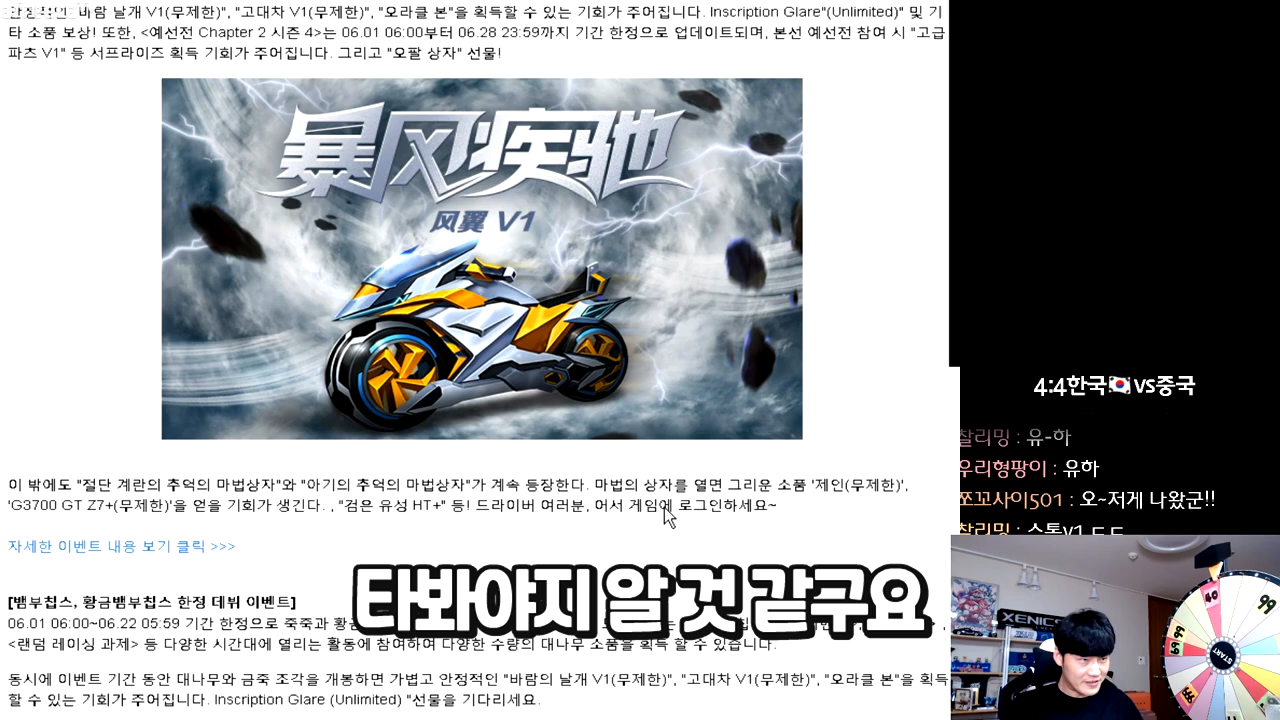 한정적인 "바람 날개 V1(무제한)", "고대차 V1(무제한)", "오라클 본"을 획득할 수 있는 기회가 주어집니다. Inscription Glare"(Unlimited)" 및 기
타 소품 보상! 또한, <예선전 Chapter 2 시즌 4>는 06.01 06:00부터 06.28 23:59까지 기간 한정으로 업데이트되며, 본선 예선전 참여 시 "고급
파츠 V1" 등 서프라이즈 획득 기회가 주어집니다. 그리고 "오팔 상자" 선물!
暴风疾驰
风翼 V1
이 밖에도 "절단 계란의 추억의 마법상자"와 "아기의 추억의 마법상자"가 계속 등장한다. 마법의 상자를 열면 그리운 소품 '제인(무제한)',
'G3700 GT Z7+(무제한)'을 얻을 기회가 생긴다. , "검은 유성 HT+" 등! 드라이버 여러분, 어서 게임에 로그인하세요~
자세한 이벤트 내용 보기 클릭 >>>
[뱀부칩스, 황금뱀부칩스 한정 데뷔 이벤트]
06.01 06:00~06.22 05:59 기간 한정으로 죽죽과
<랜덤 레이싱 과제> 등 다양한 시간대에 열리는 활동에 참여하여 다양한 수량의 대나무 소품을 획득 할 수 있습니다.
동시에 이벤트 기간 동안 대나무와 금죽 조각을 개봉하면 가볍고 안정적인 "바람의 날개 V1(무제한)", "고대차 V1(무제한)", "오라클 본"을 획득
할 수 있는 기회가 주어집니다. Inscription Glare (Unlimited) "선물을 기다리세요.
타봐야지 알 것 같구요
4:4한국🇰🇷vs중국
찰리밍 : 유-하
우리형팡이 : 유하
쪼꼬사이501 : 오~저게 나왔군!!
찰리밍 : 스톰v1 ㄷㄷ
XENICS
START
40
99